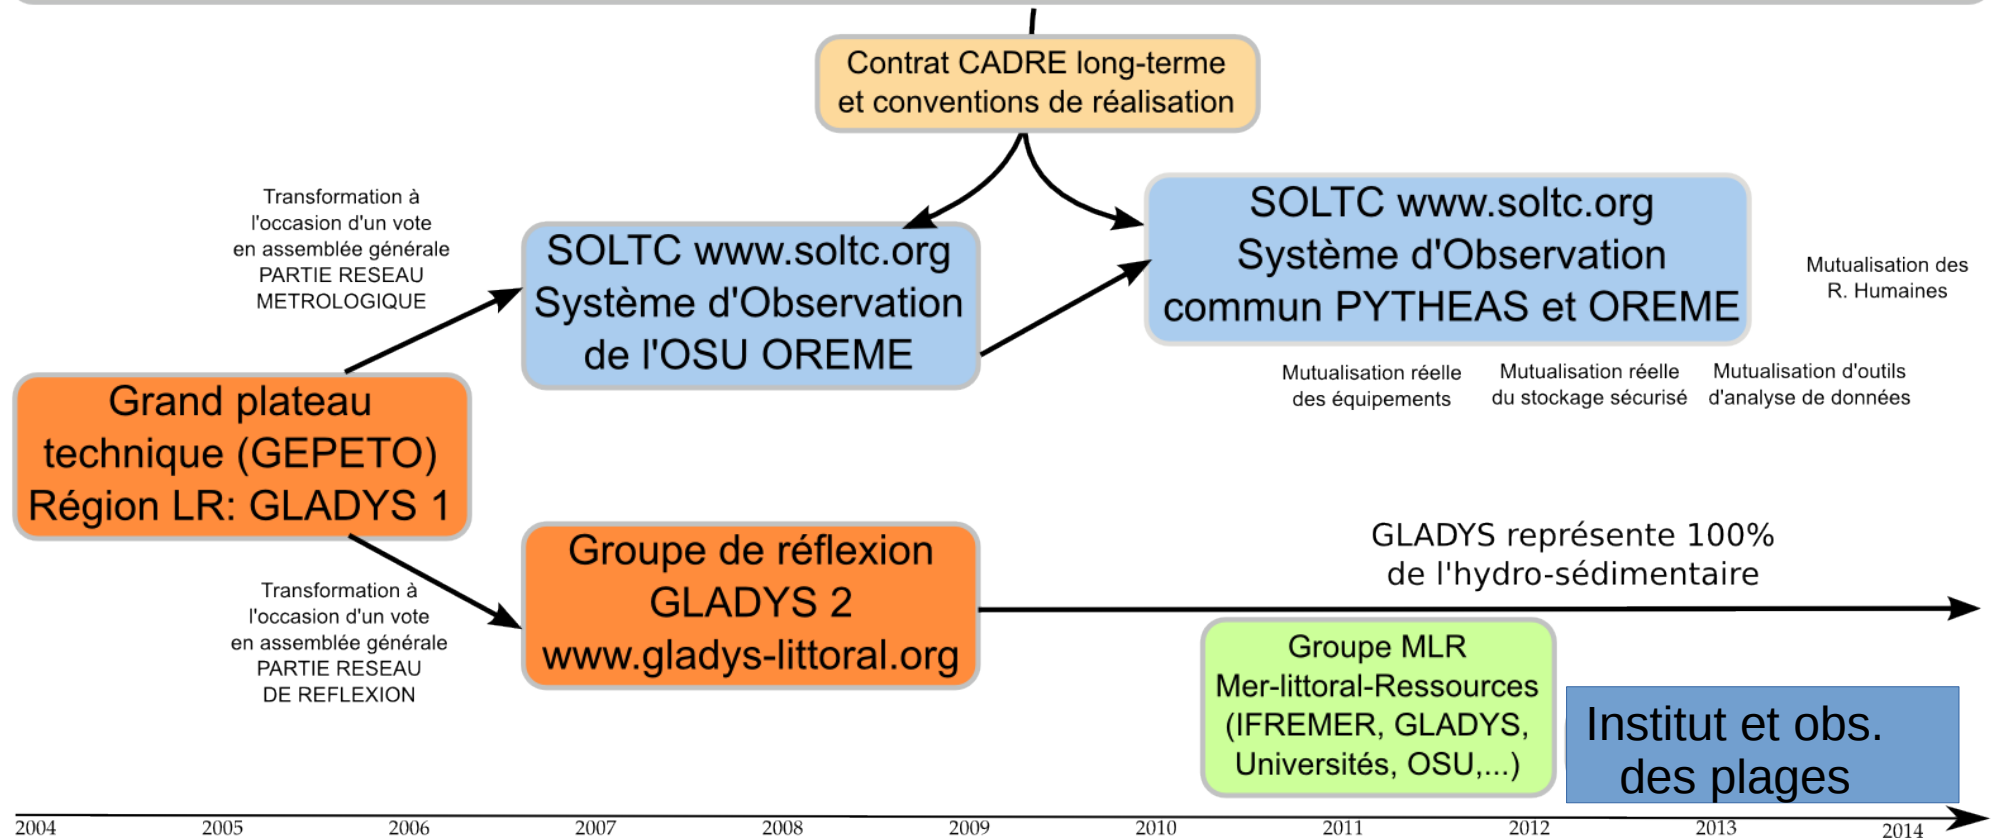 Contrat CADRE long-terme
et conventions de réalisation
Transformation à
l'occasion d'un vote
en assemblée générale
PARTIE RESEAU
METROLOGIQUE
SOLTC www.soltc.org
Système d'Observation
de l'OSU OREME
SOLTC www.soltc.org
Système d'Observation
commun PYTHEAS et OREME
Mutualisation des
R. Humaines
Mutualisation réelle
des équipements
Mutualisation réelle
du stockage sécurisé
Mutualisation d'outils
d'analyse de données
Grand plateau
technique (GEPETO)
Région LR: GLADYS 1
Groupe de réflexion
GLADYS 2
www.gladys-littoral.org
GLADYS représente 100%
de l'hydro-sédimentaire
Transformation à
l'occasion d'un vote
en assemblée générale
PARTIE RESEAU
DE REFLEXION
Groupe MLR
Mer-littoral-Ressources
(IFREMER, GLADYS,
Universités, OSU,...)
Institut et obs.
des plages
2004 2005 2006 2007 2008 2009 2010 2011 2012 2013 2014